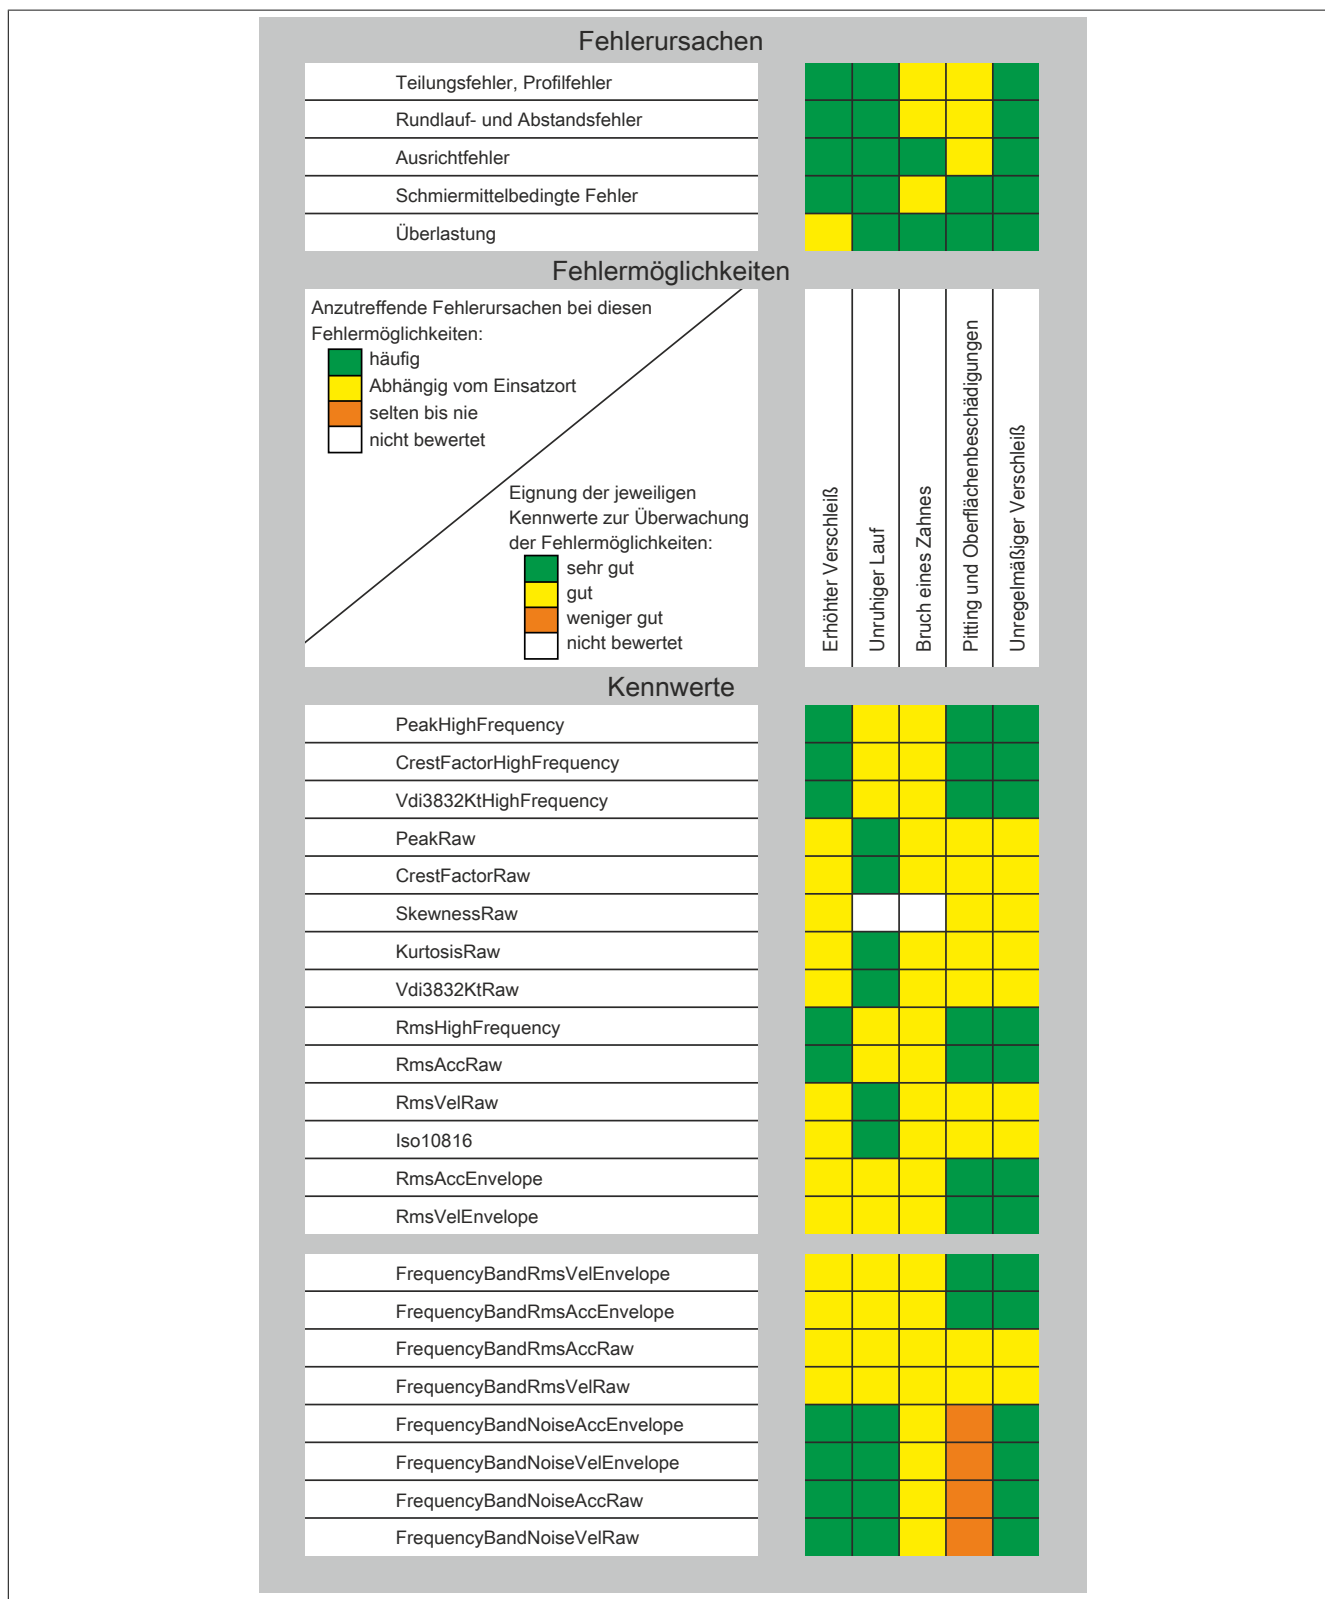 Fehlerursachen
Teilungsfehler, Profilfehler
Rundlauf- und Abstandsfehler
Ausrichtfehler
Schmiermittelbedingte Fehler
Überlastung
Fehlermöglichkeiten
Anzutreffende Fehlerursachen bei diesen
Fehlermöglichkeiten:
häufig
Abhängig vom Einsatzort
selten bis nie
nicht bewertet
Eignung der jeweiligen
Kennwerte zur Überwachung
der Fehlermöglichkeiten:
sehr gut
gut
weniger gut
nicht bewertet
Erhöhter Verschleiß
Unruhiger Lauf
Bruch eines Zahnes
Pitting und Oberflächenbeschädigungen
Unregelmäßiger Verschleiß
Kennwerte
PeakHighFrequency
CrestFactorHighFrequency
Vdi3832KtHighFrequency
PeakRaw
CrestFactorRaw
SkewnessRaw
KurtosisRaw
Vdi3832KtRaw
RmsHighFrequency
RmsAccRaw
RmsVelRaw
Iso10816
RmsAccEnvelope
RmsVelEnvelope
FrequencyBandRmsVelEnvelope
FrequencyBandRmsAccEnvelope
FrequencyBandRmsAccRaw
FrequencyBandRmsVelRaw
FrequencyBandNoiseAccEnvelope
FrequencyBandNoiseVelEnvelope
FrequencyBandNoiseAccRaw
FrequencyBandNoiseVelRaw